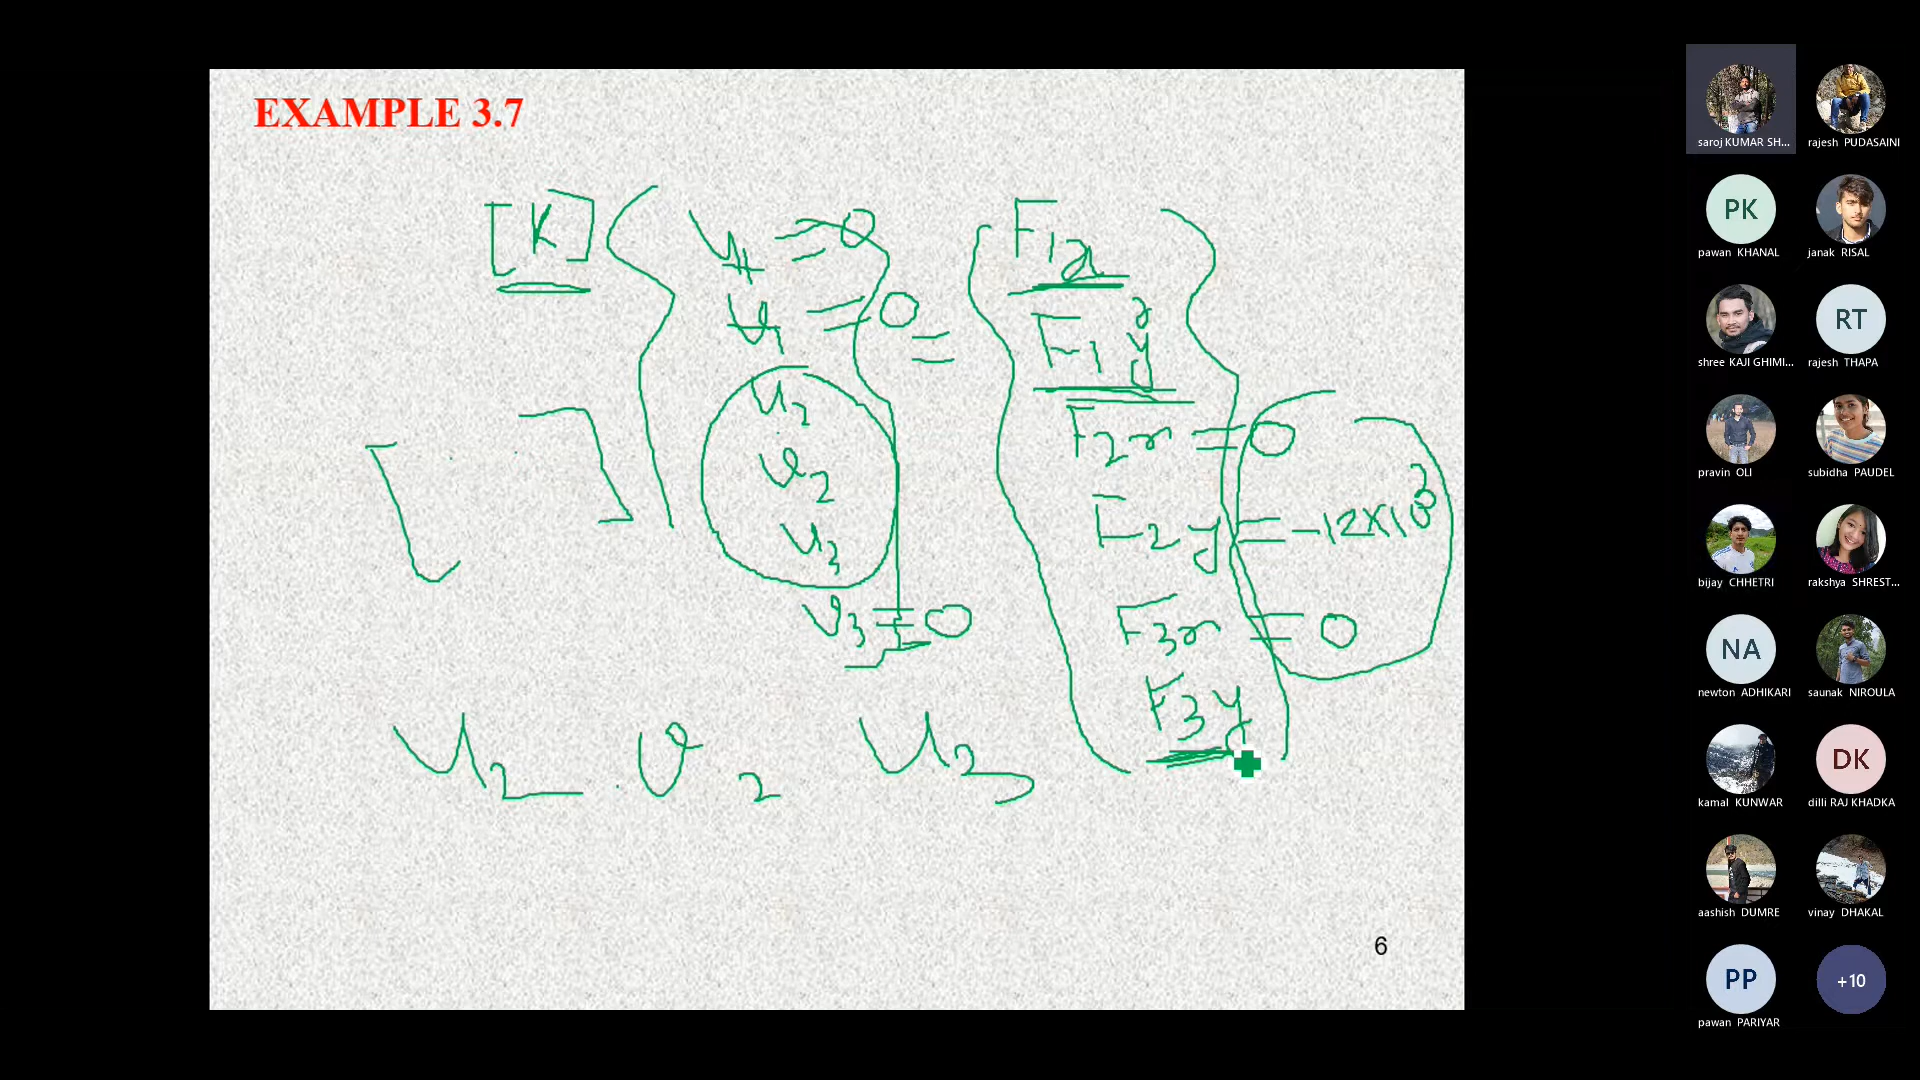 EXAMPLE 3.7
[K] u1 = 0 F1x
v1 = 0 = F1y
u2 F2x = 0
v2 F2y = -12×10³
u3 F3x = 0
v3 = 0 F3y
u2 v2 u3
6
saroj KUMAR SH...
rajesh PUDASAINI
PK
pawan KHANAL
janak RISAL
shree KAJI GHIMI...
RT
rajesh THAPA
pravin OLI
subidha PAUDEL
bijay CHHETRI
rakshya SHREST...
NA
newton ADHIKARI
saunak NIROULA
kamal KUNWAR
DK
dilli RAJ KHADKA
aashish DUMRE
vinay DHAKAL
PP
pawan PARIYAR
+10